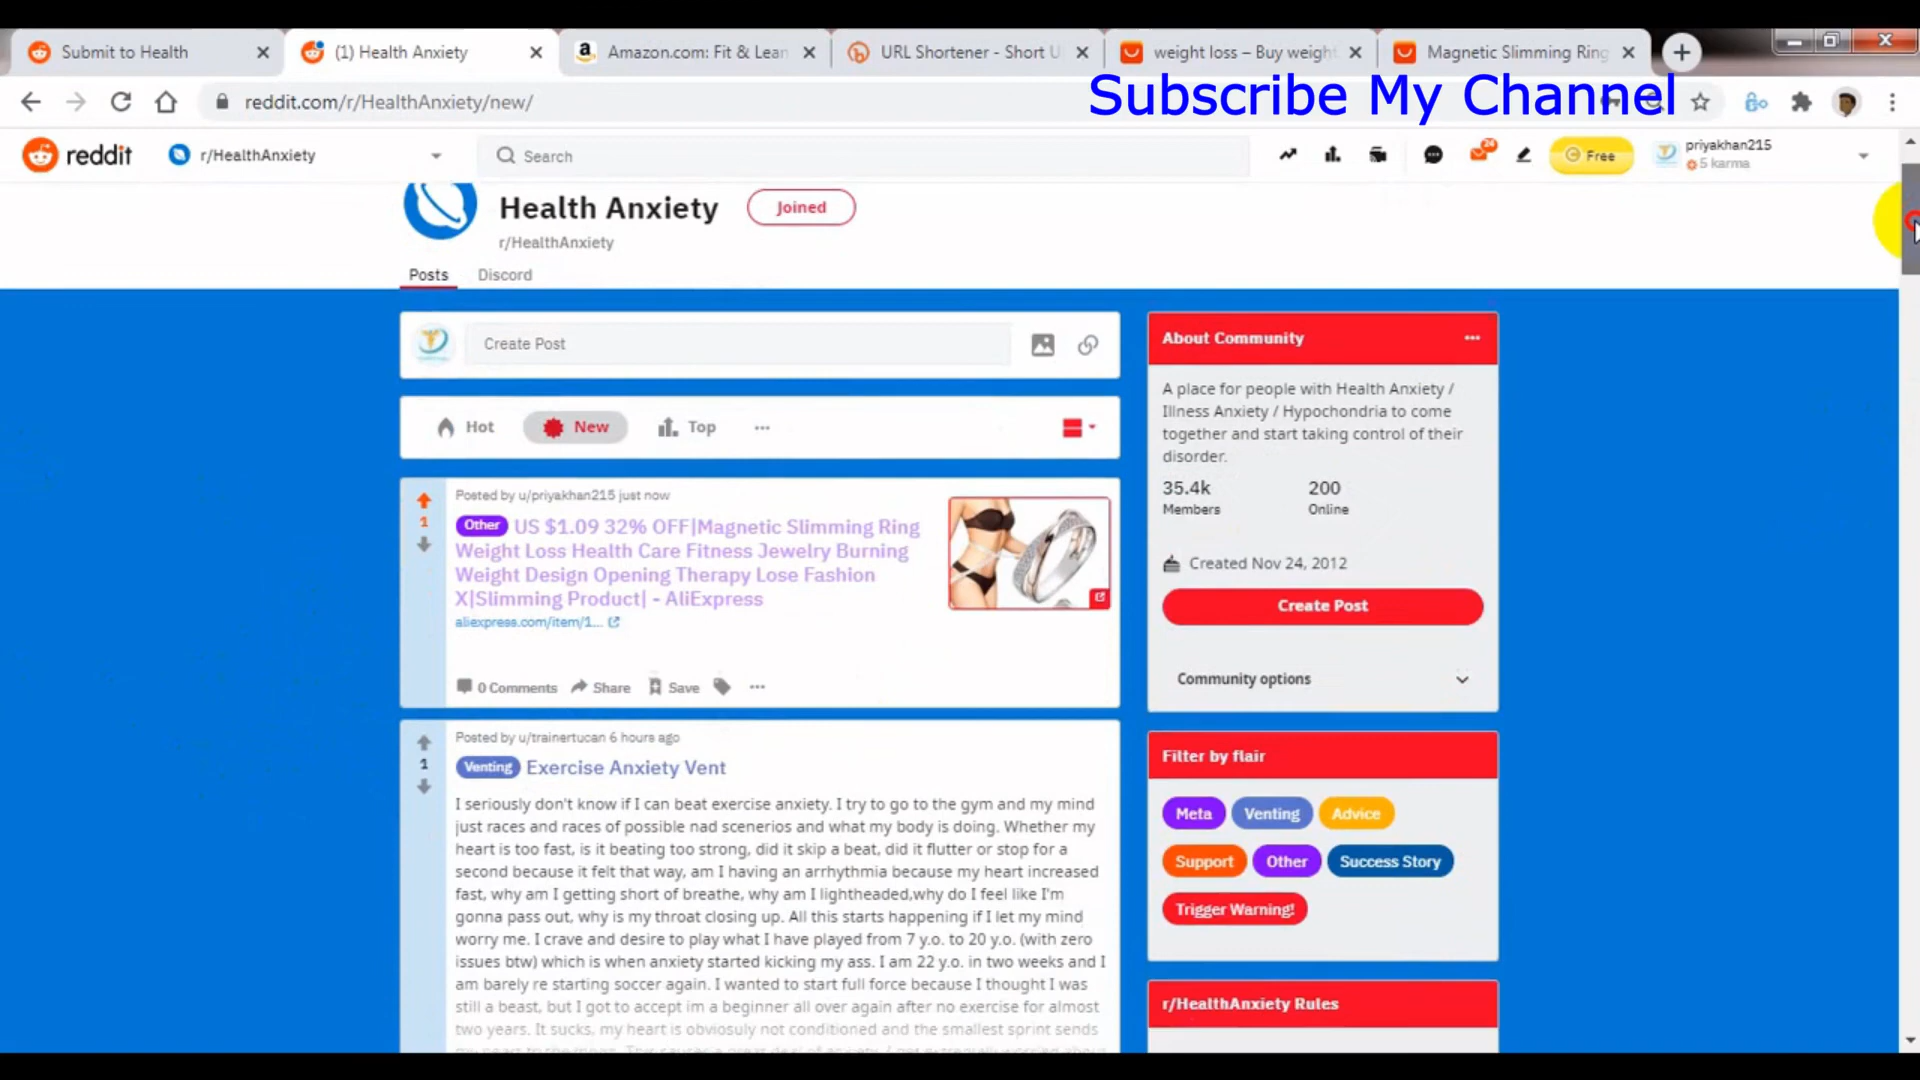 Submit to Health
(1) Health Anxiety
Amazon.com: Fit & Lean
URL Shortener - Short U
weight loss – Buy weight
Magnetic Slimming Ring
Subscribe My Channel
reddit.com/r/HealthAnxiety/new/
reddit
r/HealthAnxiety
Search
24
Free
priyakhan215
5 karma
Health Anxiety
Joined
r/HealthAnxiety
Posts
Discord
Create Post
Hot
New
Top
Posted by u/priyakhan215 just now
1
Other US $1.09 32% OFF|Magnetic Slimming Ring
Weight Loss Health Care Fitness Jewelry Burning
Weight Design Opening Therapy Lose Fashion
X|Slimming Product| - AliExpress
aliexpress.com/item/1...
0 Comments
Share
Save
Posted by u/trainertucan 6 hours ago
1
Venting Exercise Anxiety Vent
I seriously don't know if I can beat exercise anxiety. I try to go to the gym and my mind
just races and races of possible nad scenerios and what my body is doing. Whether my
heart is too fast, is it beating too strong, did it skip a beat, did it flutter or stop for a
second because it felt that way, am I having an arrhythmia because my heart increased
fast, why am I getting short of breathe, why am I lightheaded,why do I feel like I'm
gonna pass out, why is my throat closing up. All this starts happening if I let my mind
worry me. I crave and desire to play what I have played from 7 y.o. to 20 y.o. (with zero
issues btw) which is when anxiety started kicking my ass. I am 22 y.o. in two weeks and I
am barely re starting soccer again. I wanted to start full force because I thought I was
still a beast, but I got to accept im a beginner all over again after no exercise for almost
two years. It sucks, my heart is obviosuly not conditioned and the smallest sprint sends
About Community
A place for people with Health Anxiety /
Illness Anxiety / Hypochondria to come
together and start taking control of their
disorder.
35.4k
200
Members
Online
Created Nov 24, 2012
Create Post
Community options
Filter by flair
Meta
Venting
Advice
Support
Other
Success Story
Trigger Warning!
r/HealthAnxiety Rules